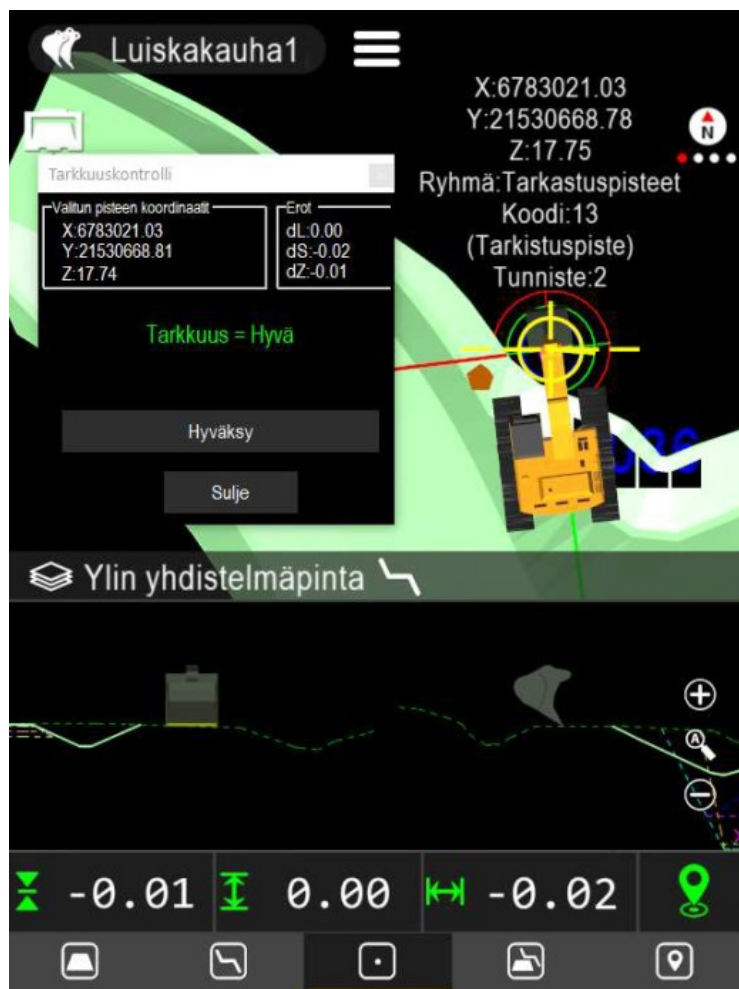 Luiskakauha1
X:6783021.03
Y:21530668.78
N
Z:17.75
Ryhmä:Tarkastuspisteet
Koodi:13
(Tarkistuspiste)
Tunniste:2
Tarkkuuskontrolli
Valitun pisteen koordinaatit
X:6783021.03
Y:21530668.81
Z:17.74
Erot
dL:0.00
dS:-0.02
dZ:-0.01
Tarkkuus = Hyvä
Hyväksy
Sulje
Ylin yhdistelmäpinta
A
-0.01 0.00 -0.02